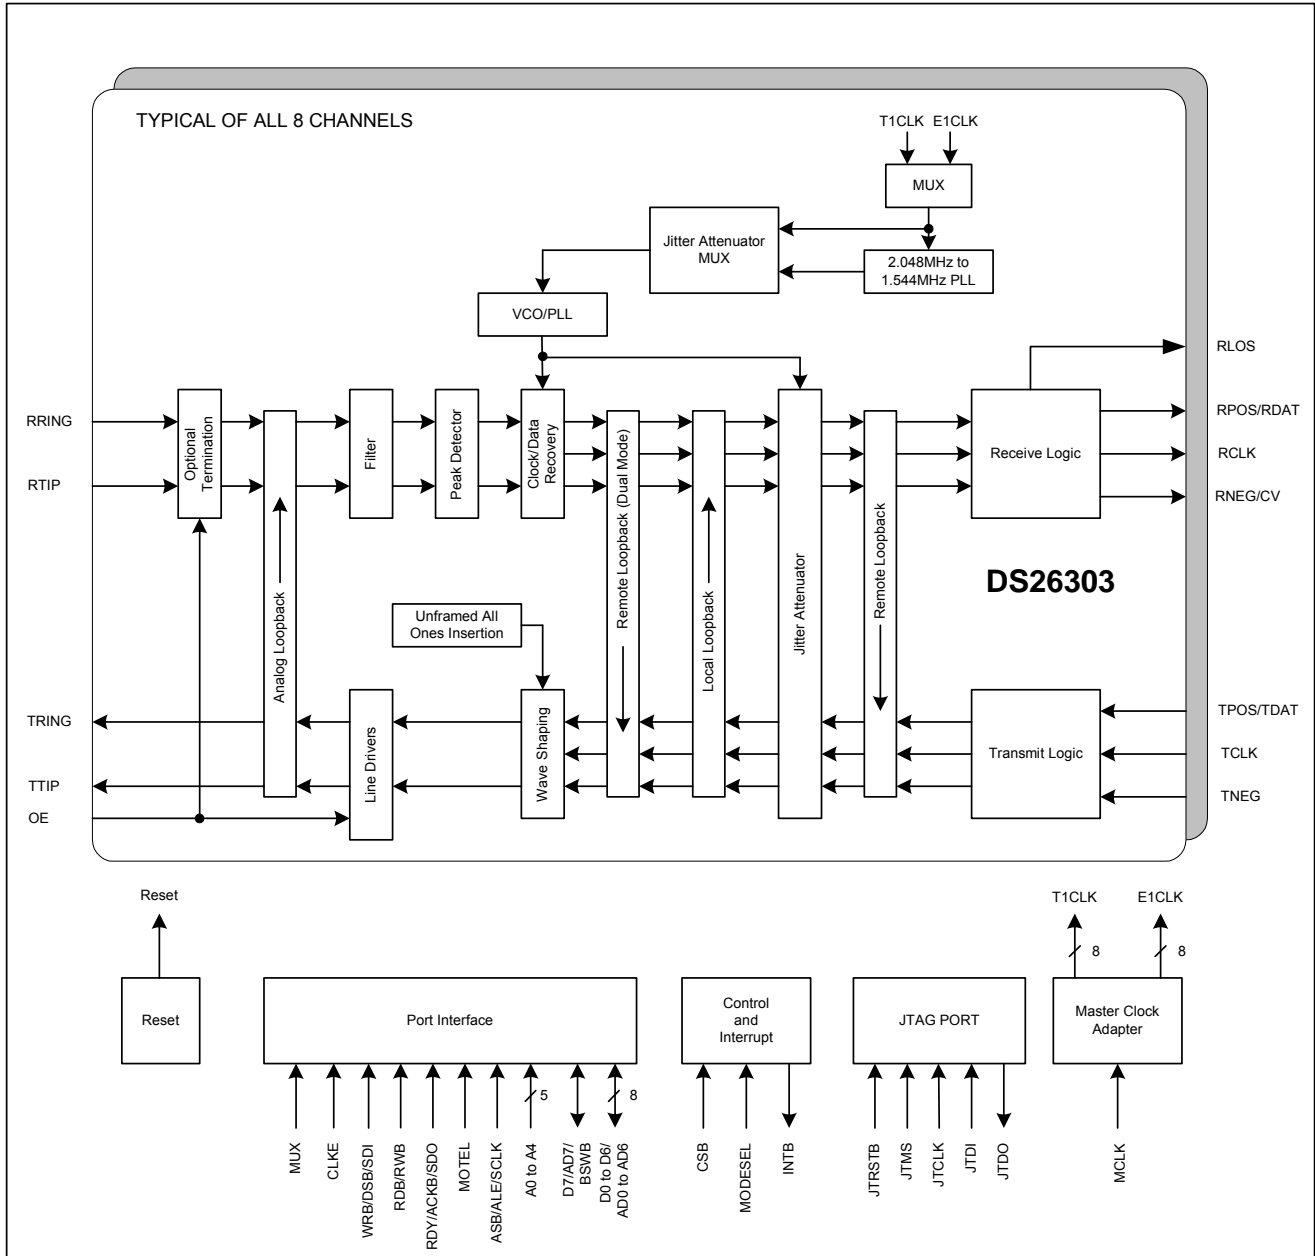 TYPICAL OF ALL 8 CHANNELS
T1CLK
E1CLK
MUX
Jitter Attenuator
MUX
2.048MHz to
1.544MHz PLL
VCO/PLL
RLOS
RRING
RTIP
Optional
Termination
Analog Loopback
Filter
Peak Detector
Clock/Data
Recovery
Remote Loopback (Dual Mode)
Local Loopback
Jitter Attenuator
Remote Loopback
Receive Logic
RPOS/RDAT
RCLK
RNEG/CV
DS26303
Unframed All
Ones Insertion
TRING
TTIP
OE
Line Drivers
Wave Shaping
Transmit Logic
TPOS/TDAT
TCLK
TNEG
Reset
Reset
Port Interface
5
8
MUX
CLKE
WRB/DSB/SDI
RDB/RWB
RDY/ACKB/SDO
MOTEL
ASB/ALE/SCLK
A0 to A4
D7/AD7/
BSWB
D0 to D6/
AD0 to AD6
Control
and
Interrupt
CSB
MODESEL
INTB
JTAG PORT
JTRSTB
JTMS
JTCLK
JTDI
JTDO
T1CLK
E1CLK
8
8
Master Clock
Adapter
MCLK